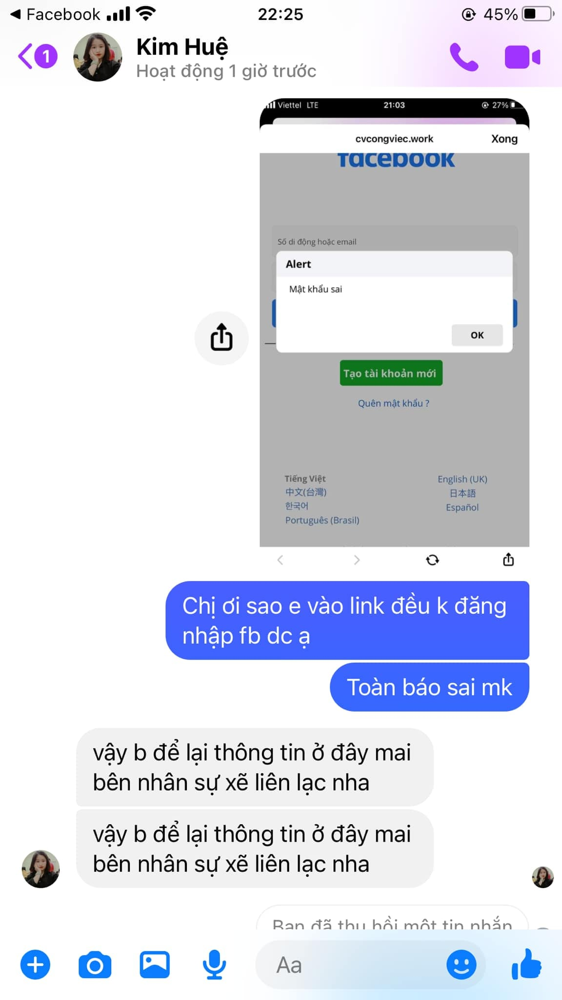 Facebook
22:25
45%
1
Kim Huệ
Hoạt động 1 giờ trước
Viettel LTE
21:03
27%
cvcongviec.work
Xong
facebook
Số di động hoặc email
Alert
Mật khẩu sai
OK
Tạo tài khoản mới
Quên mật khẩu ?
Tiếng Việt
English (UK)
中文(台灣)
日本語
한국어
Español
Português (Brasil)
Chị ơi sao e vào link đều k đăng
nhập fb dc ạ
Toàn báo sai mk
vậy b để lại thông tin ở đây mai
bên nhân sự xẽ liên lạc nha
vậy b để lại thông tin ở đây mai
bên nhân sự xẽ liên lạc nha
Bạn đã thu hồi một tin nhắn
Aa